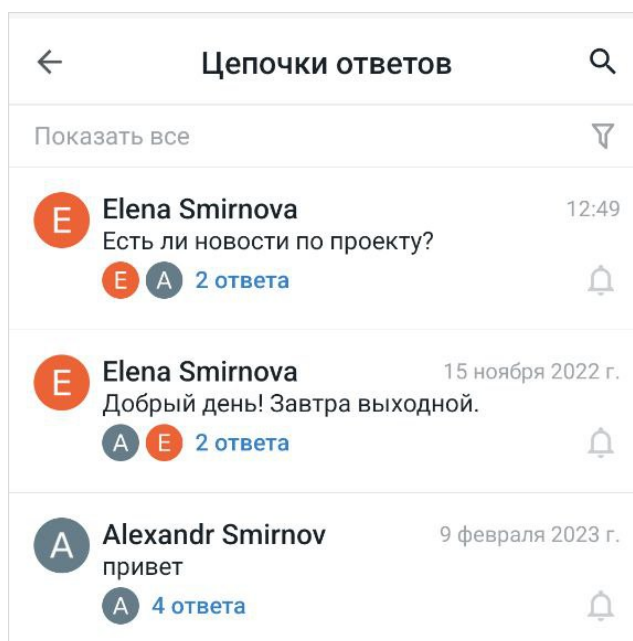 Цепочки ответов
Показать все
E Elena Smirnova 12:49
Есть ли новости по проекту?
E A 2 ответа
E Elena Smirnova 15 ноября 2022 г.
Добрый день! Завтра выходной.
A E 2 ответа
A Alexandr Smirnov 9 февраля 2023 г.
привет
A 4 ответа